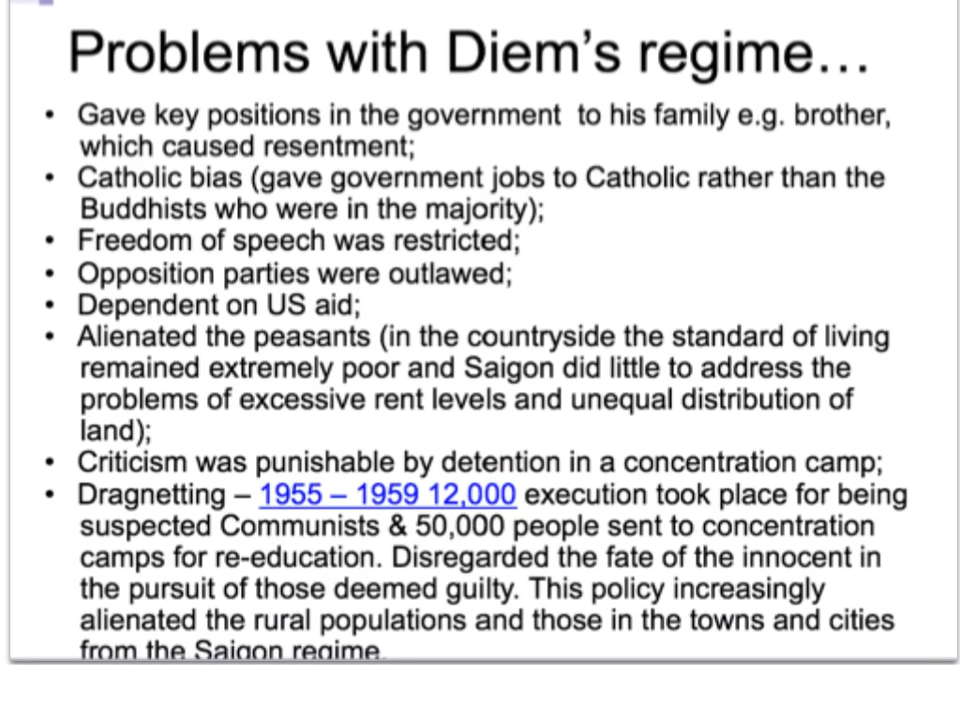 Problems with Diem's regime…
• Gave key positions in the government  to his family e.g. brother,
which caused resentment;
• Catholic bias (gave government jobs to Catholic rather than the
Buddhists who were in the majority);
• Freedom of speech was restricted;
• Opposition parties were outlawed;
• Dependent on US aid;
• Alienated the peasants (in the countryside the standard of living
remained extremely poor and Saigon did little to address the
problems of excessive rent levels and unequal distribution of
land);
• Criticism was punishable by detention in a concentration camp;
• Dragnetting – 1955 – 1959 12,000 execution took place for being
suspected Communists & 50,000 people sent to concentration
camps for re-education. Disregarded the fate of the innocent in
the pursuit of those deemed guilty. This policy increasingly
alienated the rural populations and those in the towns and cities
from the Saigon regime.